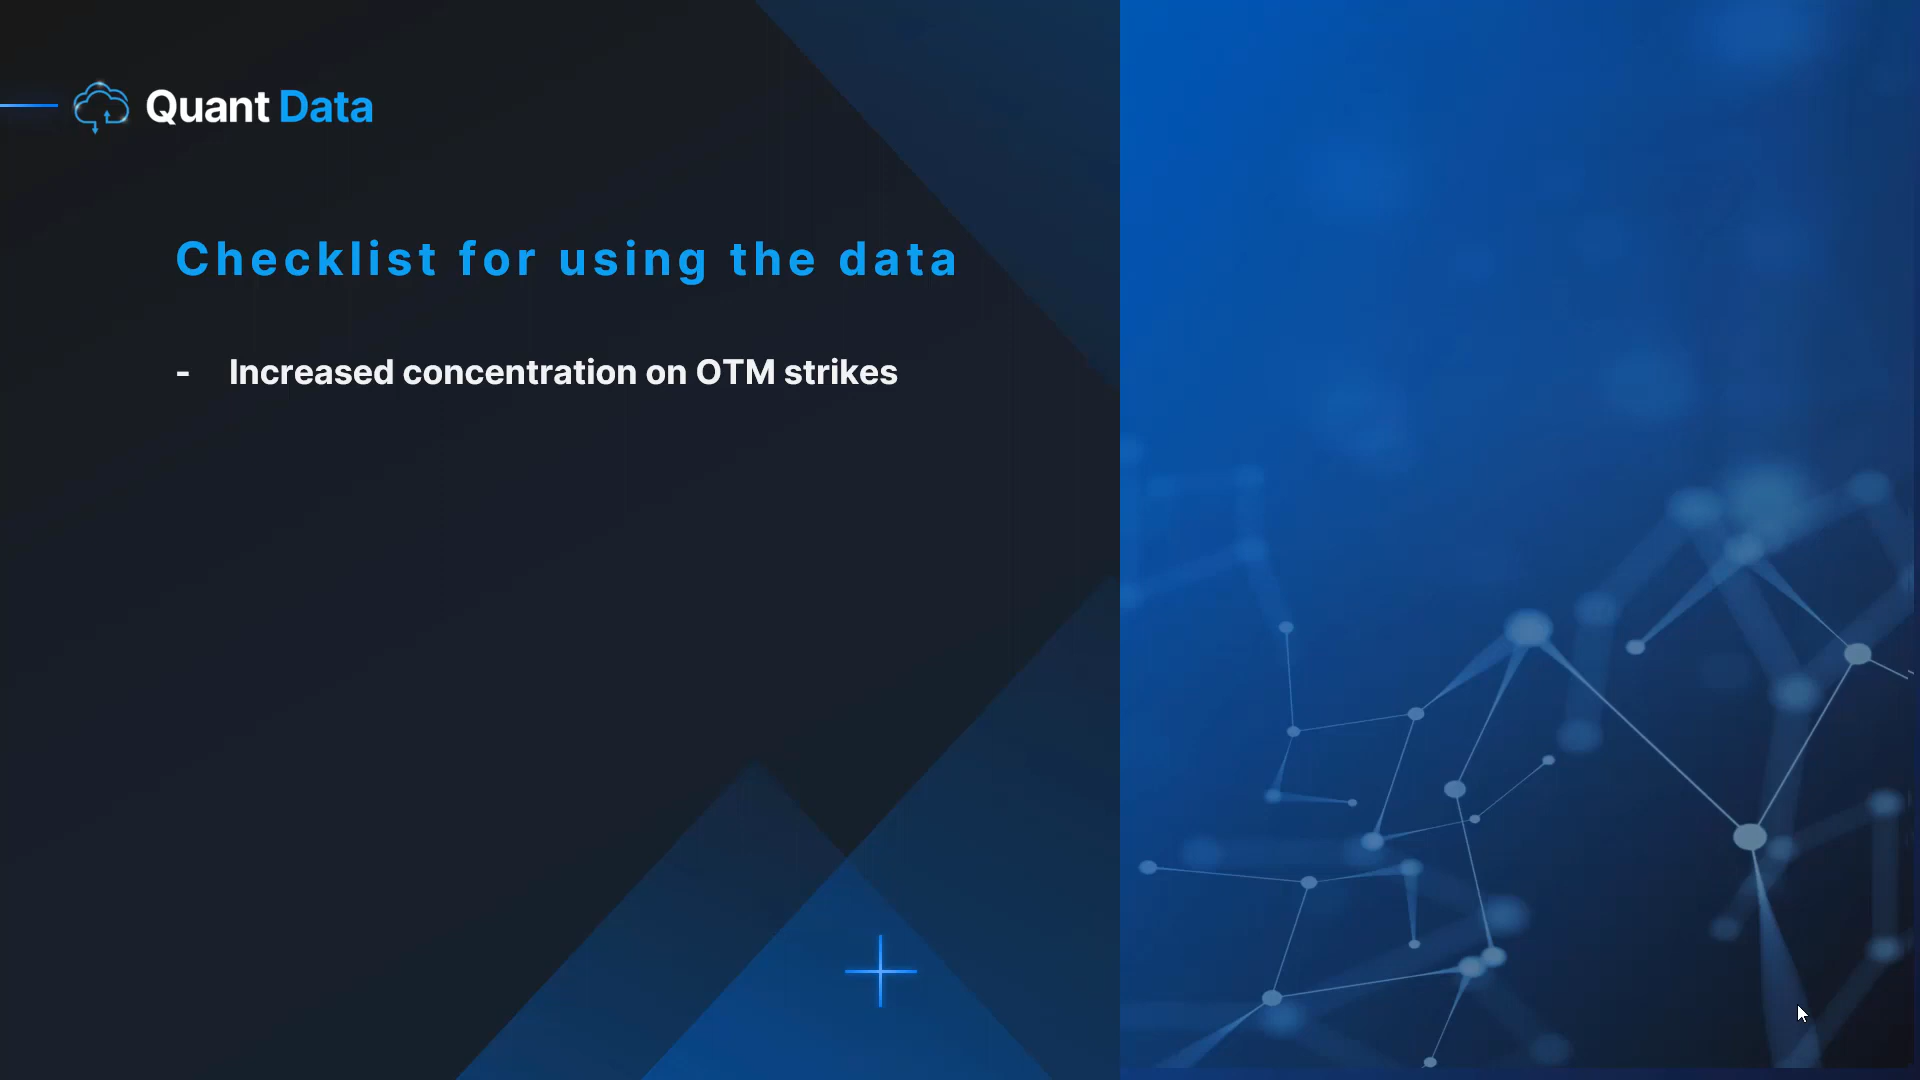 Quant Data
Checklist for using the data
- Increased concentration on OTM strikes